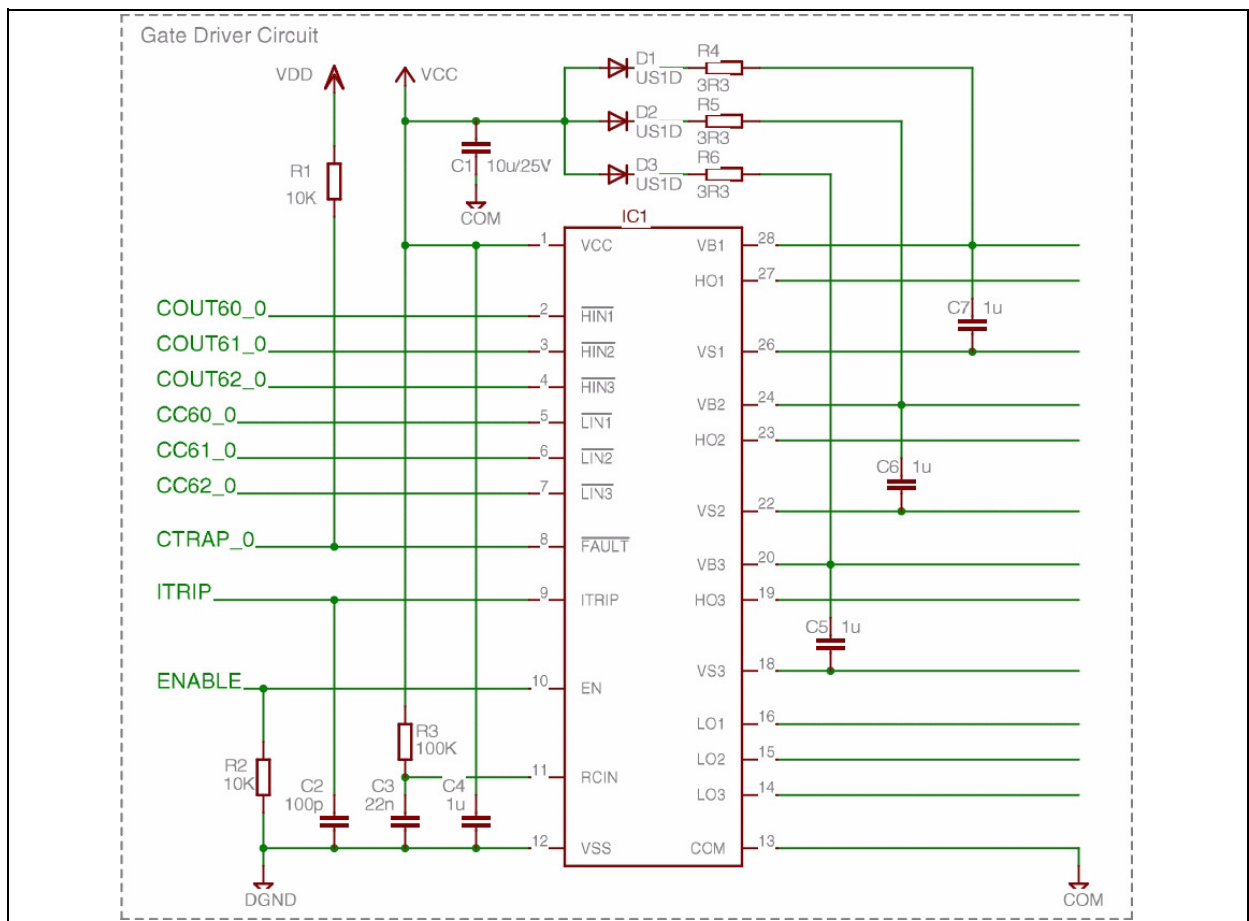 Gate Driver Circuit
VDD
VCC
D1
US1D
R4
3R3
D2
US1D
R5
3R3
D3
US1D
R6
3R3
C1 10u/25V
COM
R1
10K
IC1
1 VCC
VB1 28
HO1 27
C7 1u
COUT60_0 2 HIN1
COUT61_0 3 HIN2
VS1 26
COUT62_0 4 HIN3
VB2 24
CC60_0 5 LIN1
HO2 23
CC61_0 6 LIN2
C6 1u
CC62_0 7 LIN3
VS2 22
CTRAP_0 8 FAULT
VB3 20
ITRIP 9 ITRIP
HO3 19
C5 1u
VS3 18
ENABLE 10 EN
LO1 16
R3
100K
LO2 15
R2
10K
C2
100p
C3
22n
C4
1u
11 RCIN
LO3 14
12 VSS
COM 13
DGND
COM